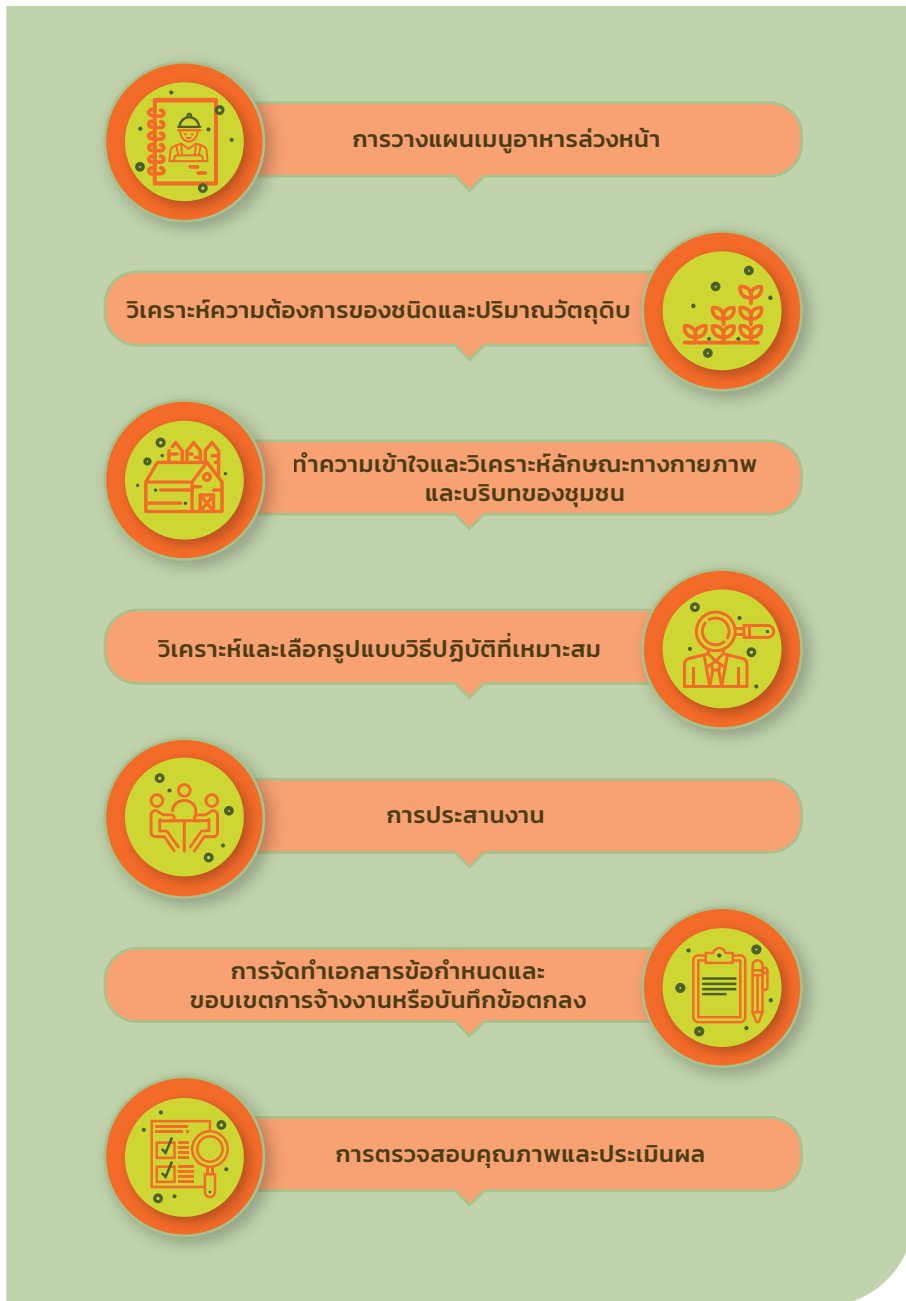 การวางแผนเมนูอาหารล่วงหน้า
วิเคราะห์ความต้องการของชนิดและปริมาณวัตถุดิบ
ทำความเข้าใจและวิเคราะห์ลักษณะทางกายภาพ
และบริบทของชุมชน
วิเคราะห์และเลือกรูปแบบวิธีปฏิบัติที่เหมาะสม
การประสานงาน
การจัดทำเอกสารข้อกำหนดและ
ขอบเขตการจ้างงานหรือบันทึกข้อตกลง
การตรวจสอบคุณภาพและประเมินผล